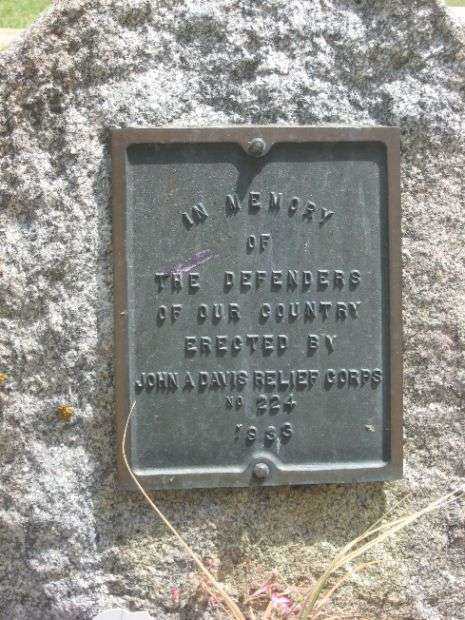 IN MEMORY
OF
THE DEFENDERS
OF OUR COUNTRY
ERECTED BY
JOHN A DAVIS RELIEF CORPS
NO 224